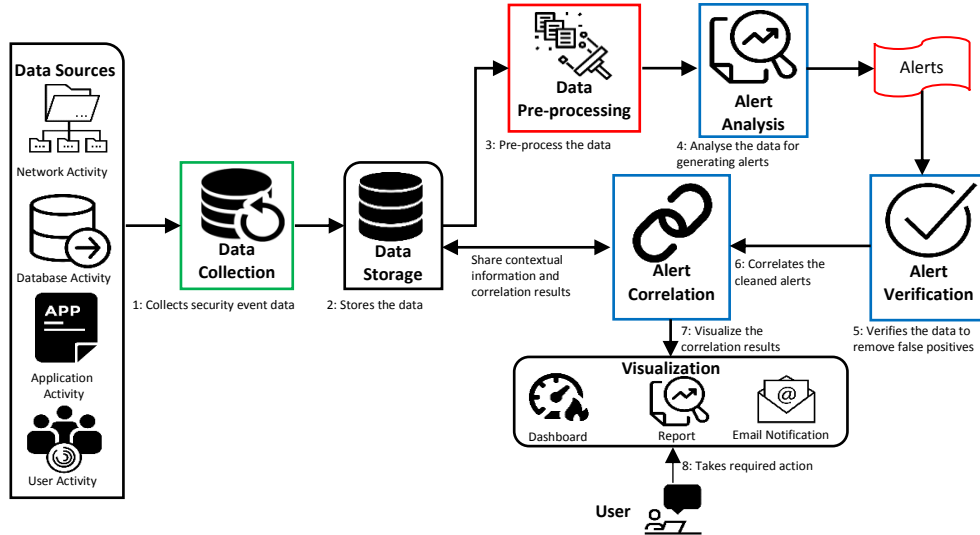 Data Sources
Network Activity
Database Activity
APP
Application
Activity
User Activity
Data
Collection
1: Collects security event data
Data
Storage
2: Stores the data
Data
Pre-processing
3: Pre-process the data
Alert
Analysis
4: Analyse the data for
generating alerts
Alerts
Alert
Verification
5: Verifies the data to
remove false positives
6: Correlates the
cleaned alerts
Alert
Correlation
Share contextual
information and
correlation results
7: Visualize the
correlation results
Visualization
Dashboard
Report
@
Email Notification
8: Takes required action
User